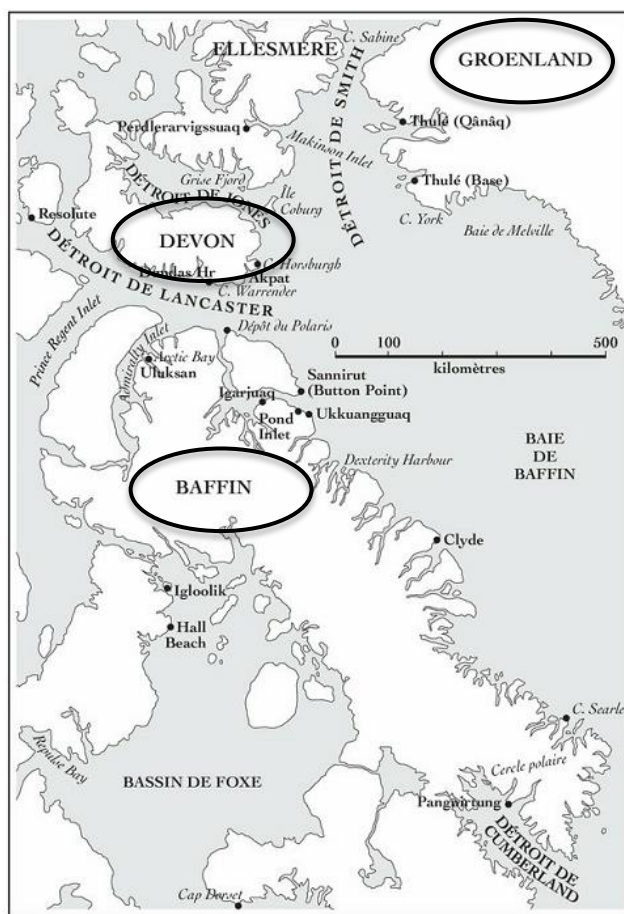 C. Sabine
ELLESMERE
GROENLAND
DÉTROIT DE SMITH
Thulé (Qânâq)
Perdlerarvigssuaq
Makinson Inlet
Grise Fjord
Thulé (Base)
DÉTROIT DE JONES
Île
Coburg
Resolute
C. York
Baie de Melville
DEVON
C. Horsburgh
Dundas Hr
Akpat
DÉTROIT DE LANCASTER
C. Warrender
Dépôt du Polaris
Prince Regent Inlet
Admiralty Inlet
Arctic Bay
Uluksan
0 100 300 500
kilomètres
Sannirut
(Button Point)
Igarjuaq
Pond
Inlet
Ukkuangguaq
BAIE
DE
BAFFIN
Dexterity Harbour
BAFFIN
Clyde
Igloolik
Hall
Beach
C. Searle
Repulse Bay
Cercle polaire
BASSIN DE FOXE
Pangnirtung
DÉTROIT DE
CUMBERLAND
Cap Dorset